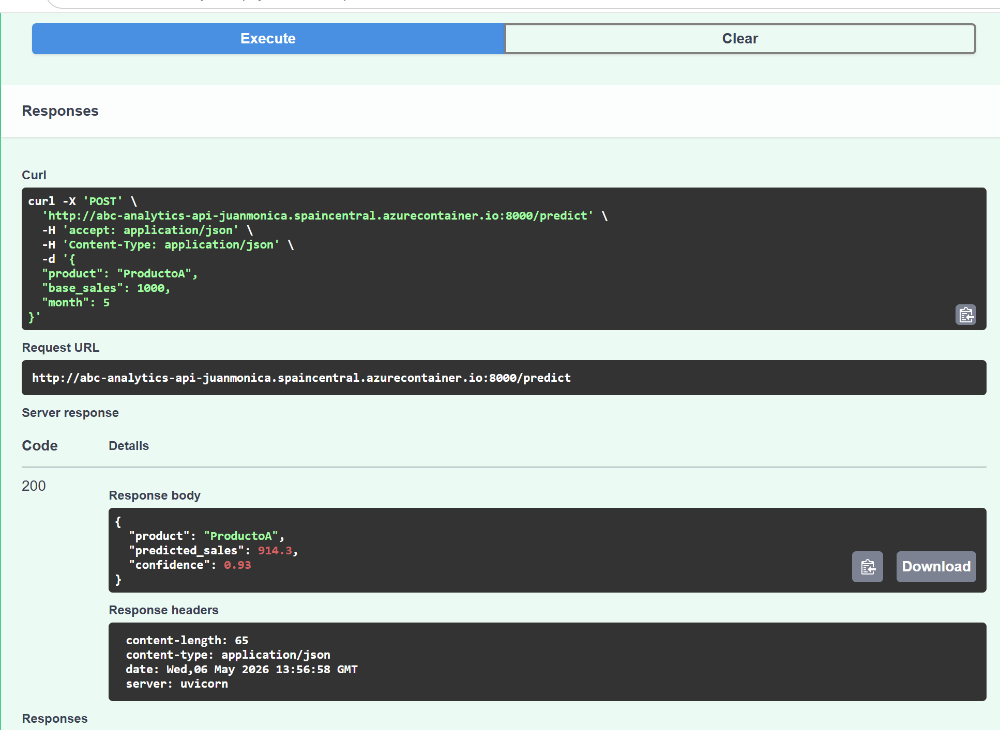 Execute
Clear
Responses
Curl
curl -X 'POST' \
  'http://abc-analytics-api-juanmonica.spaincentral.azurecontainer.io:8000/predict' \
  -H 'accept: application/json' \
  -H 'Content-Type: application/json' \
  -d '{
  "product": "ProductoA",
  "base_sales": 1000,
  "month": 5
}'
Request URL
http://abc-analytics-api-juanmonica.spaincentral.azurecontainer.io:8000/predict
Server response
Code
Details
200
Response body
{
  "product": "ProductoA",
  "predicted_sales": 914.3,
  "confidence": 0.93
}
Download
Response headers
content-length: 65
content-type: application/json
date: Wed,06 May 2026 13:56:58 GMT
server: uvicorn
Responses